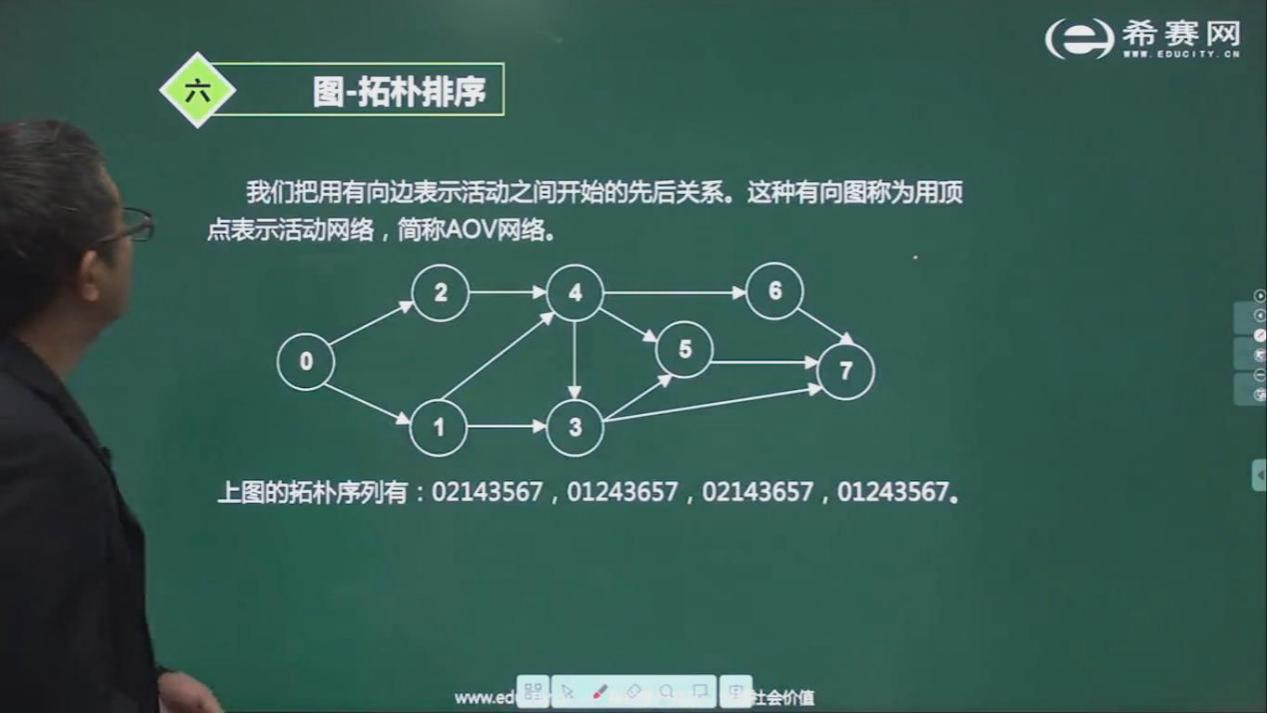 希赛网
WWW.EDUCITY.CN
六
图-拓朴排序
我们把用有向边表示活动之间开始的先后关系。这种有向图称为用顶
点表示活动网络，简称AOV网络。
2
4
6
0
5
7
1
3
上图的拓朴序列有：02143567，01243657，02143657，01243567。
www.edu
社会价值